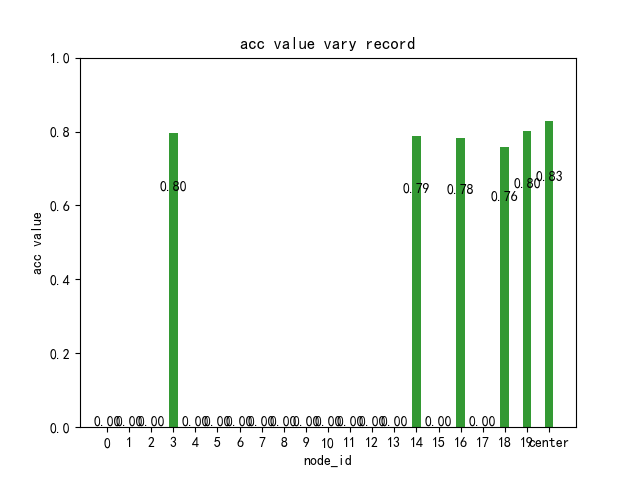 acc value vary record
1.0
0.8
0.6
0.4
0.2
0.0
acc value
0.00 0.00 0.00 0.80 0.00 0.00 0.00 0.00 0.00 0.00 0.00 0.00 0.00 0.00 0.79 0.00 0.78 0.00 0.76 0.80 0.83
0 1 2 3 4 5 6 7 8 9 10 11 12 13 14 15 16 17 18 19 center
node_id